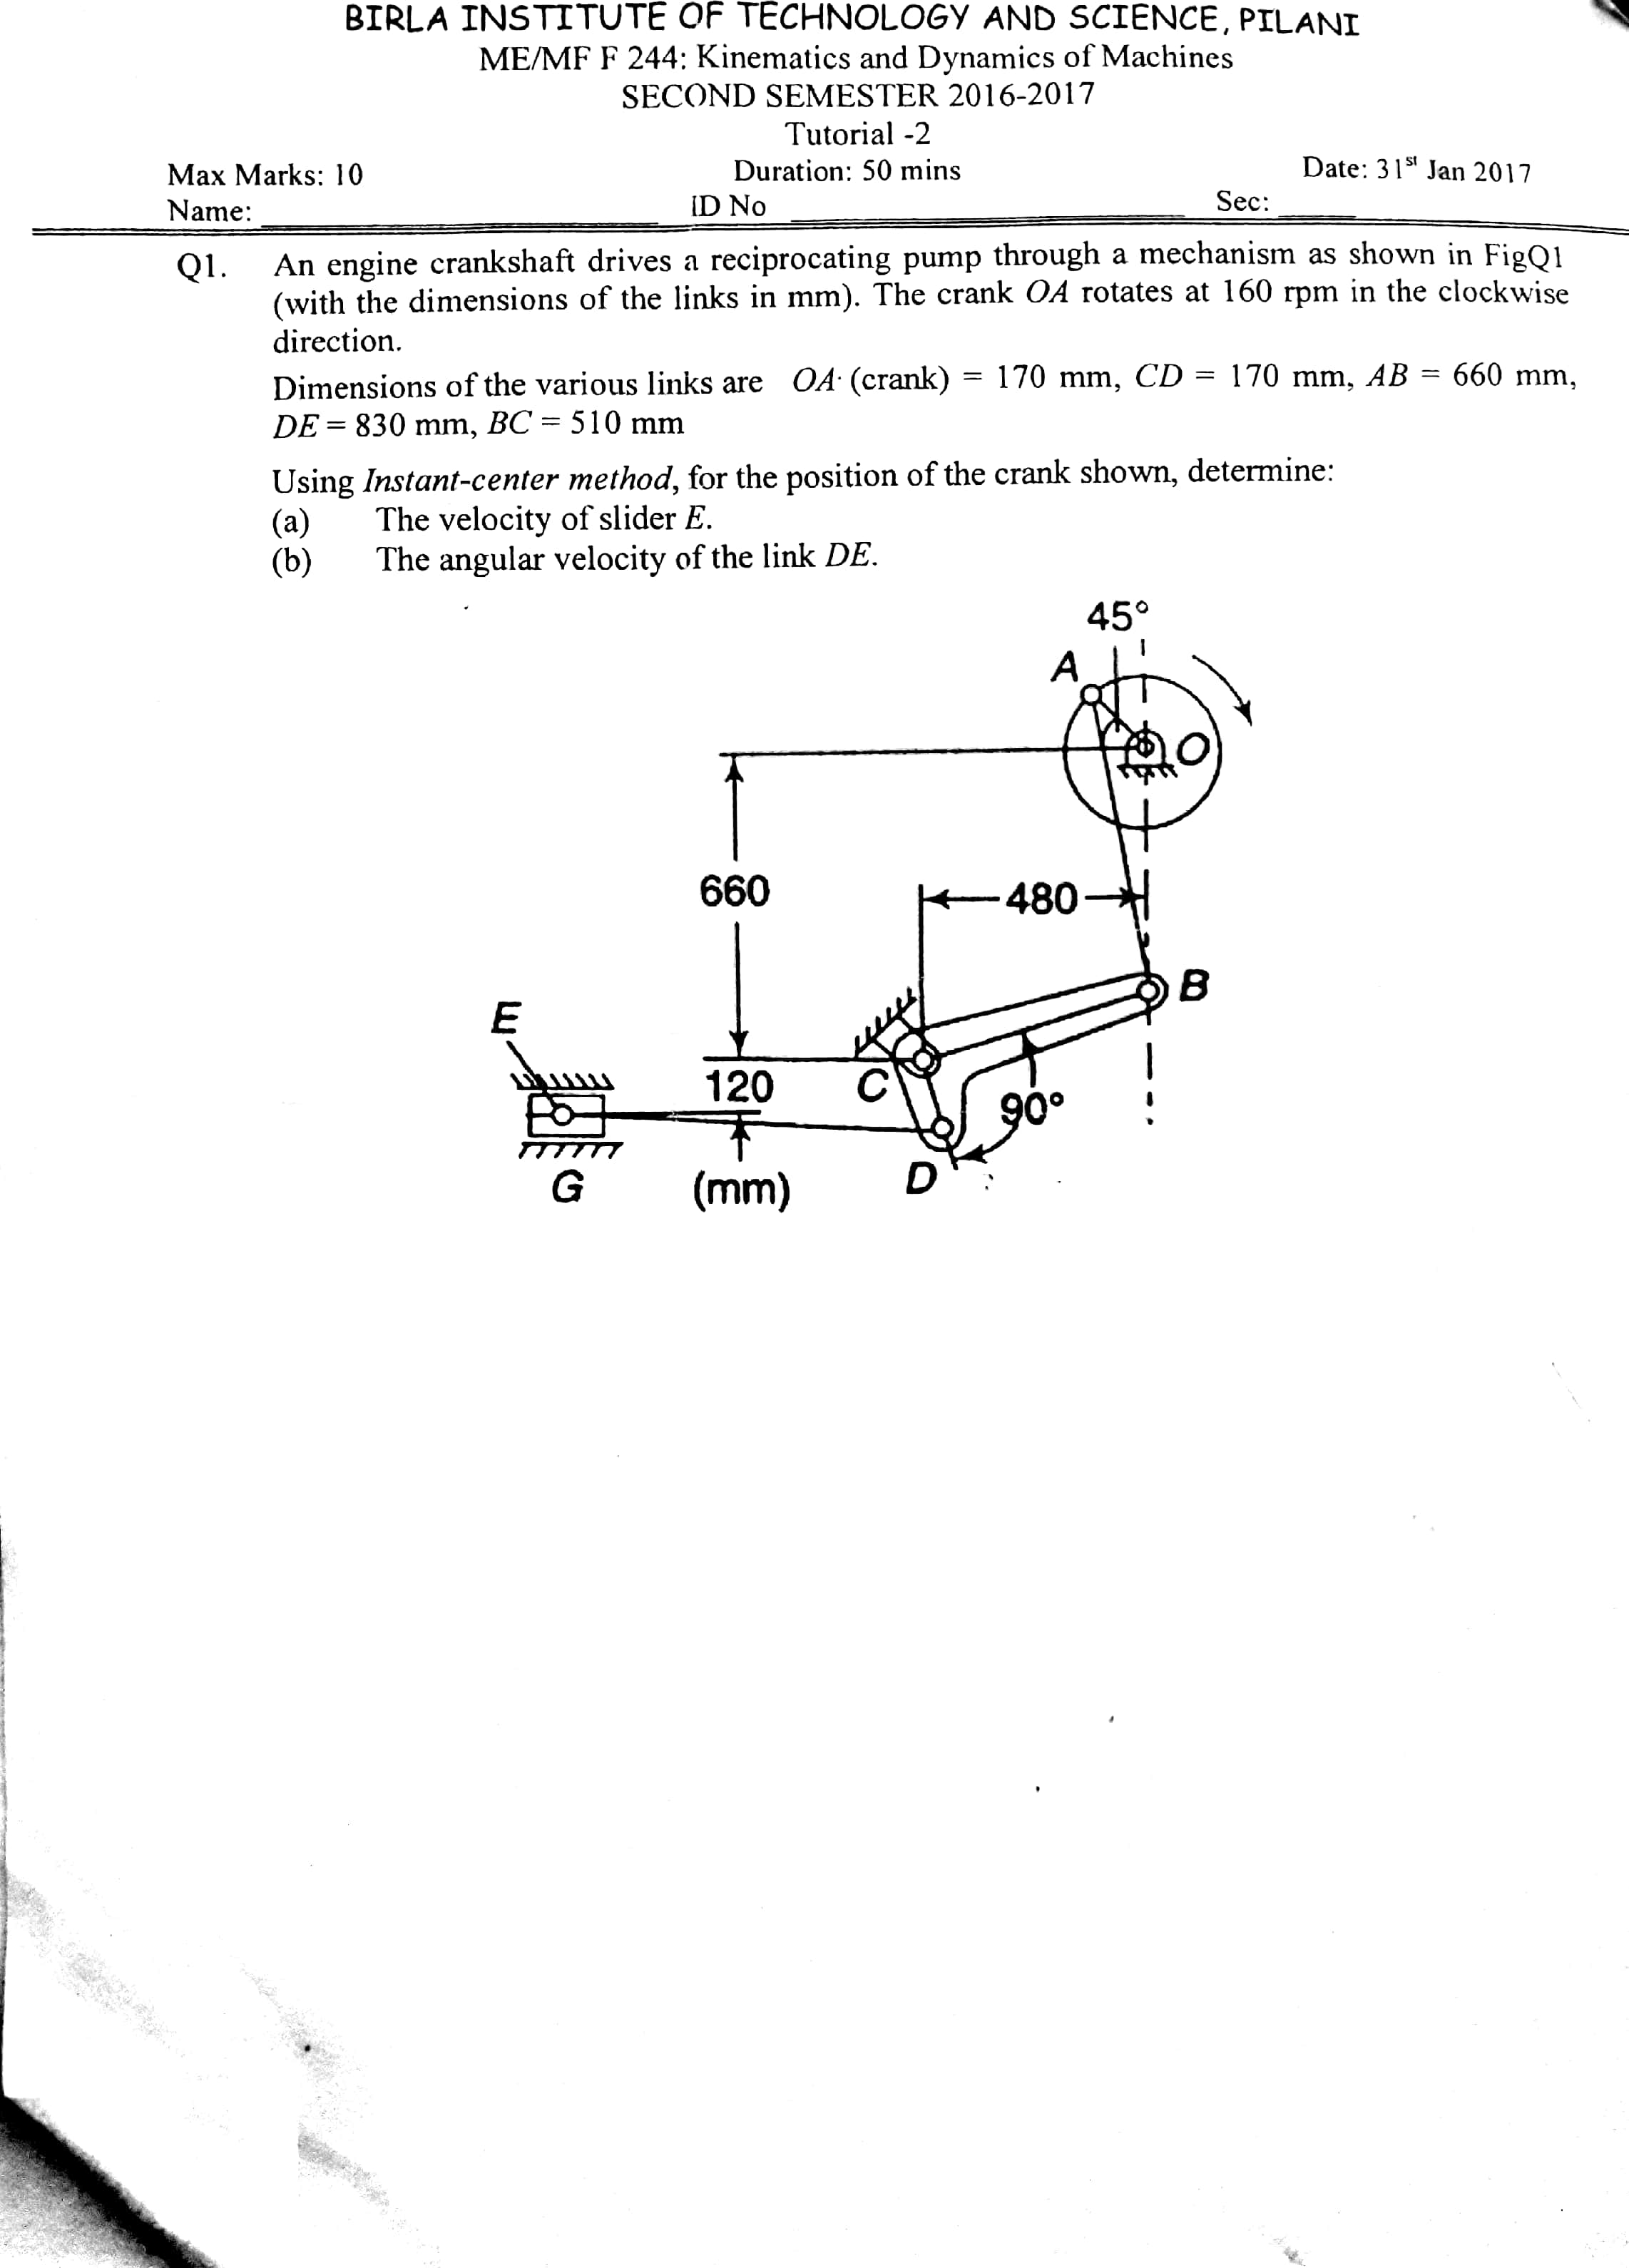 BIRLA INSTITUTE OF TECHNOLOGY AND SCIENCE, PILANI
ME/MF F 244: Kinematics and Dynamics of Machines
SECOND SEMESTER 2016-2017
Tutorial -2
Max Marks: 10 Duration: 50 mins Date: 31st Jan 2017
Name: ID No Sec:
Q1. An engine crankshaft drives a reciprocating pump through a mechanism as shown in FigQ1
(with the dimensions of the links in mm). The crank OA rotates at 160 rpm in the clockwise
direction.
Dimensions of the various links are OA (crank) = 170 mm, CD = 170 mm, AB = 660 mm,
DE = 830 mm, BC = 510 mm
Using Instant-center method, for the position of the crank shown, determine:
(a) The velocity of slider E.
(b) The angular velocity of the link DE.
45°
A
O
660
480
B
E
120
C
90°
D
G
(mm)